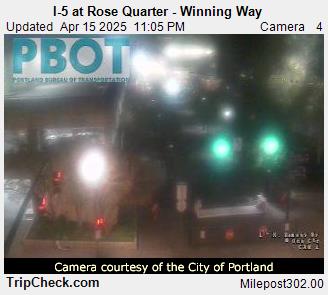 I-5 at Rose Quarter - Winning Way
Updated Apr 15 2025 11:05 PM Camera 4
PBOT
PORTLAND BUREAU OF TRANSPORTATION
Camera courtesy of the City of Portland
TripCheck.com Milepost302.00